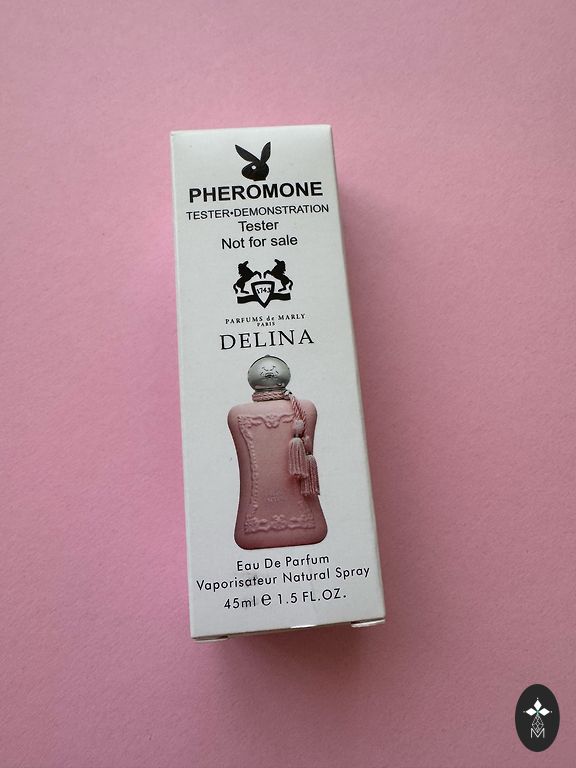 PHEROMONE
TESTER•DEMONSTRATION
Tester
Not for sale
1743
PARFUMS de MARLY
PARIS
DELINA
Eau De Parfum
Vaporisateur Natural Spray
45ml ℮ 1.5 FL.OZ.
M